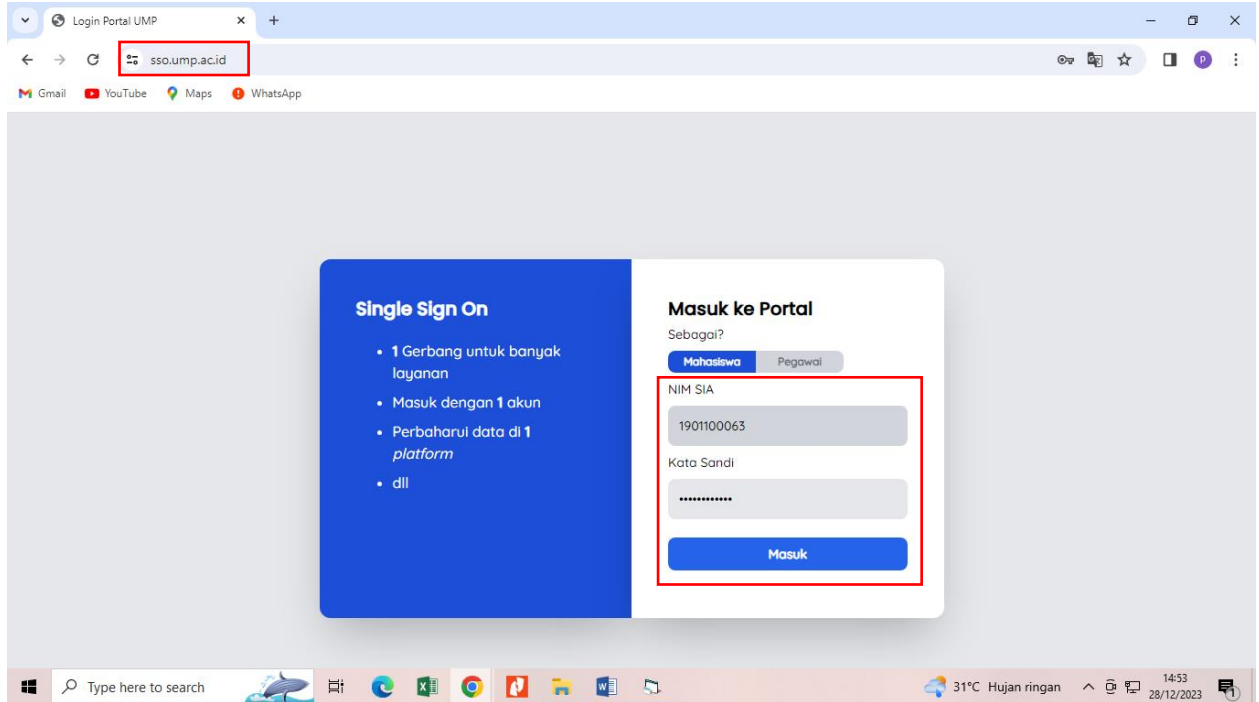 Login Portal UMP
sso.ump.ac.id
P
Gmail YouTube Maps WhatsApp
Single Sign On
• 1 Gerbang untuk banyak
layanan
• Masuk dengan 1 akun
• Perbaharui data di 1
platform
• dll
Masuk ke Portal
Sebagai?
Mahasiswa Pegawai
NIM SIA
1901100063
Kata Sandi
••••••••••••
Masuk
Type here to search
31°C Hujan ringan
14:53
28/12/2023
1